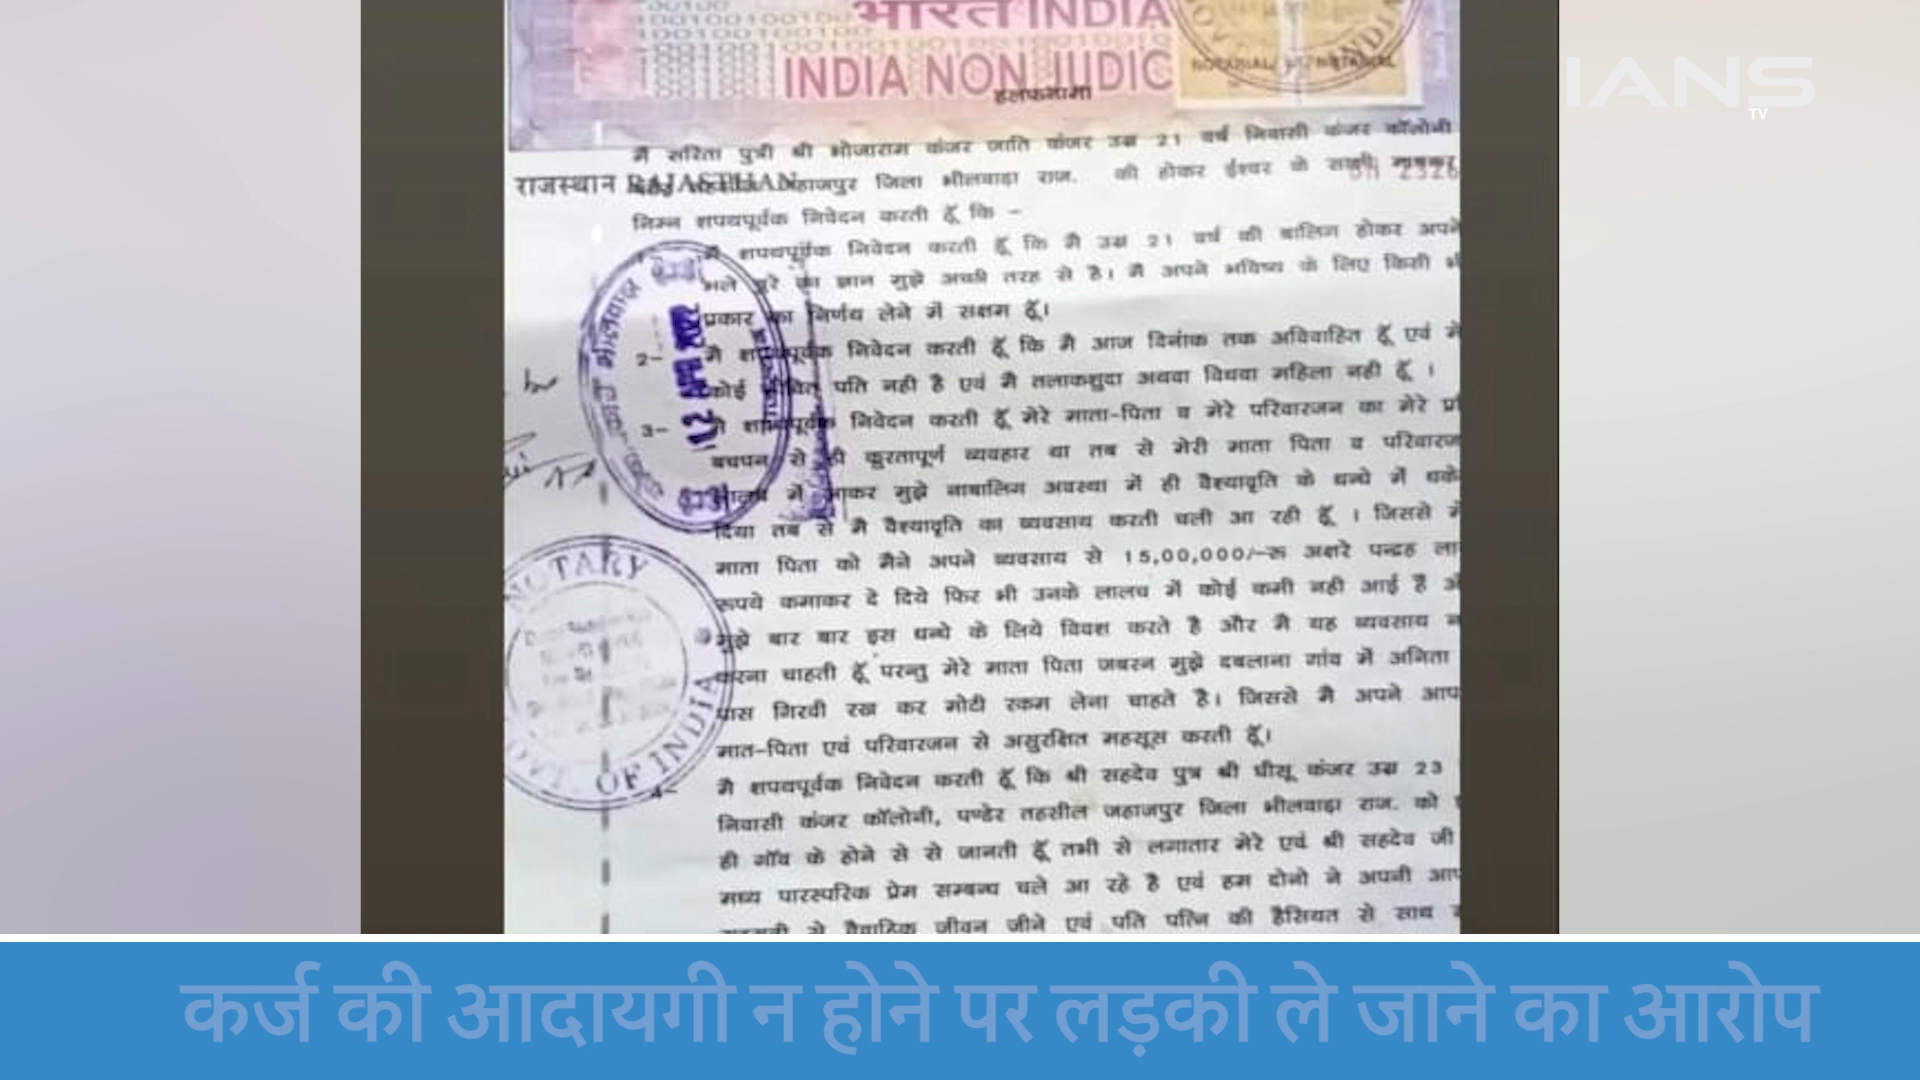 भारत INDIA
INDIA NON JUDIC
हलफनामा
IANS
TV
मै सरिता पुत्री श्री भोजाराम कंजर जाति कंजर उम्र 21 वर्ष निवासी कंजर कॉलोनी
राजस्थान RAJASTHAN
जहाजपुर जिला भीलवाड़ा राज. की होकर ईश्वर के साक्षी मानकर
निम्न शपथपूर्वक निवेदन करती हूँ कि –
शपथपूर्वक निवेदन करती हूँ कि मै उम्र 21 वर्ष की बालिग होकर अपने
भले बुरे का ज्ञान मुझे अच्छी तरह से है। मै अपने भविष्य के लिए किसी
प्रकार का निर्णय लेने में सक्षम हूँ।
2– मै शपथपूर्वक निवेदन करती हूँ कि मै आज दिनांक तक अविवाहित हूँ एवं
कोई जीवित पति नही है एवं मै तलाकशुदा अथवा विधवा महिला नही हूँ ।
3– मै शपथपूर्वक निवेदन करती हूँ मेरे माता-पिता व मेरे परिवारजन का मेरे
बचपन से ही क्रूरतापूर्ण व्यवहार था तब से मेरी माता पिता व
लालच में आकर मुझे नाबालिग अवस्था में ही वैश्यावृति के धन्धे में
दिया तब से मै वैश्यावृति का व्यवसाय करती चली आ रही हूँ । जिससे
माता पिता को मैने अपने व्यवसाय से 15,00,000/–रू अक्षरे पन्द्रह
रूपये कमाकर दे दिये फिर भी उनके लालच में कोई कमी नही आई है
मुझे बार बार इस धन्धे के लिये विवश करते है और मै यह व्यवसाय
करना चाहती हूँ परन्तु मेरे माता पिता जबरन मुझे दबलाना गांव में अनिता
पास गिरवी रख कर मोटी रकम लेना चाहते है। जिससे मै अपने
मात-पिता एवं परिवारजन से असुरक्षित महसूस करती हूँ।
4– मै शपथपूर्वक निवेदन करती हूँ कि श्री सहदेव पुत्र श्री घीसू कंजर उम्र 23
निवासी कंजर कॉलोनी, पण्डेर तहसील जहाजपुर जिला भीलवाड़ा राज. को
ही गॉव के होने से से जानती हूँ तभी से लगातार मेरे एवं श्री सहदेव जी
मध्य पारस्परिक प्रेम सम्बन्ध चले आ रहे है एवं हम दोनो ने अपनी
से वैवाहिक जीवन जीने एवं पति पत्नि की हैसियत से साथ
NOTARY
OF INDIA
कर्ज की आदायगी न होने पर लड़की ले जाने का आरोप